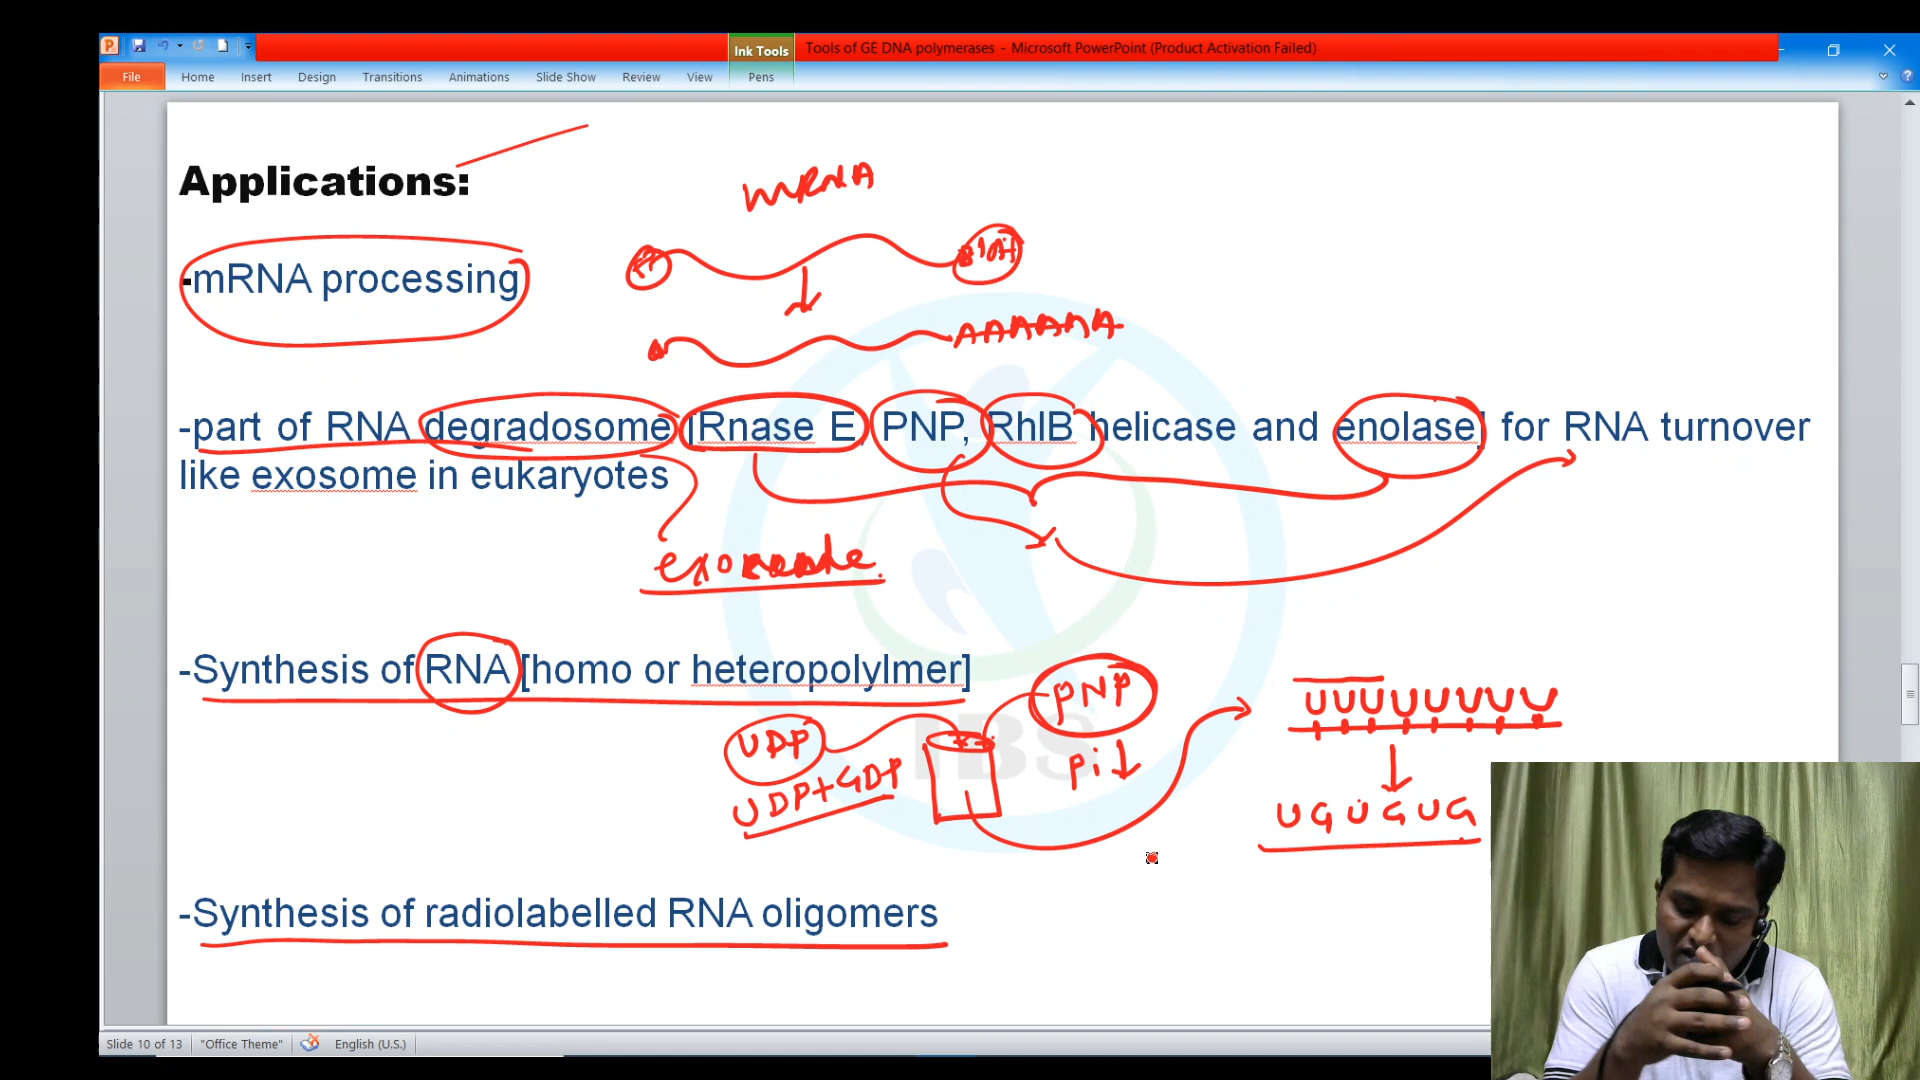 Ink Tools
Tools of GE DNA polymerases - Microsoft PowerPoint (Product Activation Failed)
File Home Insert Design Transitions Animations Slide Show Review View Pens
Applications:
mRNA
-mRNA processing
AAAAAA
-part of RNA degradosome [Rnase E, PNP, RhlB helicase and enolase] for RNA turnover
like exosome in eukaryotes
-Synthesis of RNA [homo or heteropolylmer]
PNP
UUUUUUUU
UDP
Pi
UDP+GDP
UGUGUG
IBS
-Synthesis of radiolabelled RNA oligomers
Slide 10 of 13 "Office Theme" English (U.S.)